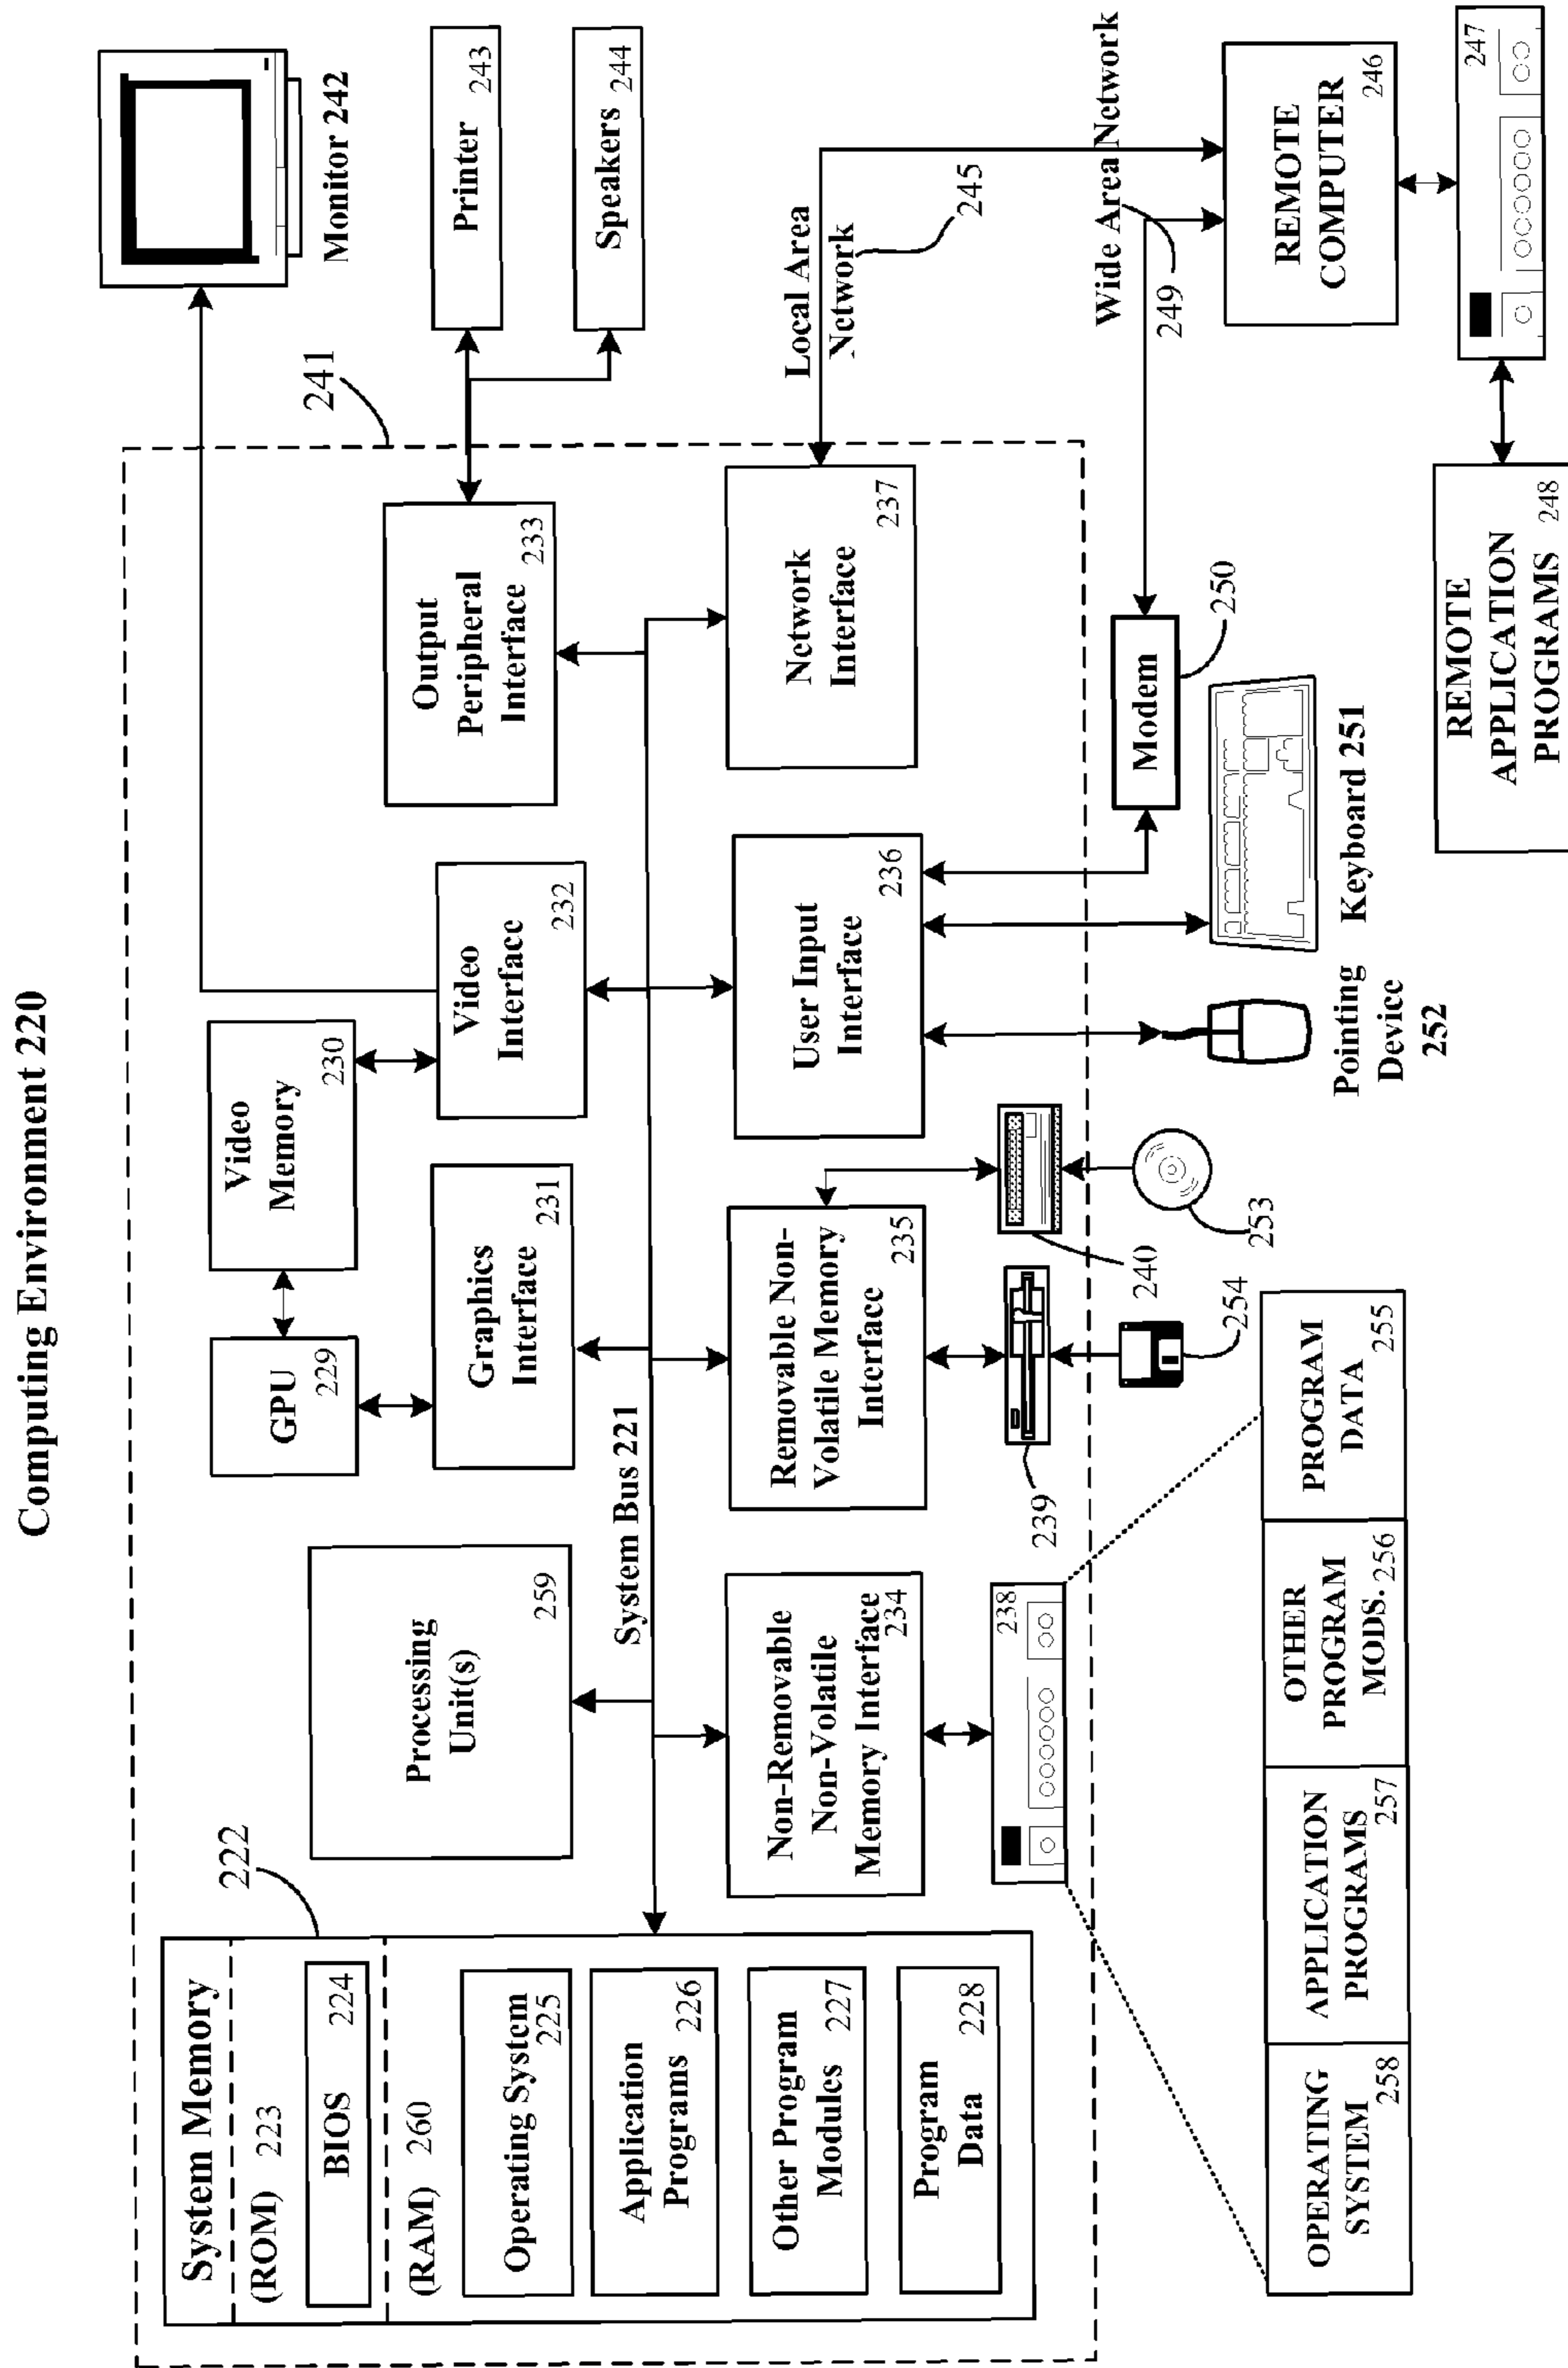 Computing Environment 220
System Memory
(ROM) 223
BIOS 224
(RAM) 260
Operating System
225
Application
Programs 226
Other Program
Modules 227
Program
Data 228
222
Processing
Unit(s)
259
System Bus 221
GPU
229
Video
Memory
230
Graphics
Interface
231
Video
Interface
232
Output
Peripheral
Interface
233
241
Monitor 242
Printer
243
Speakers
244
Non-Removable
Non-Volatile
Memory Interface
234
Removable Non-
Volatile Memory
Interface
235
User Input
Interface
236
Network
Interface
237
Local Area
Network
245
Wide Area Network
249
238
239
240
254
253
Pointing
Device
252
Keyboard 251
Modem
250
REMOTE
COMPUTER
246
247
REMOTE
APPLICATION
PROGRAMS 248
OPERATING
SYSTEM
258
APPLICATION
PROGRAMS
257
OTHER
PROGRAM
MODS. 256
PROGRAM
DATA
255